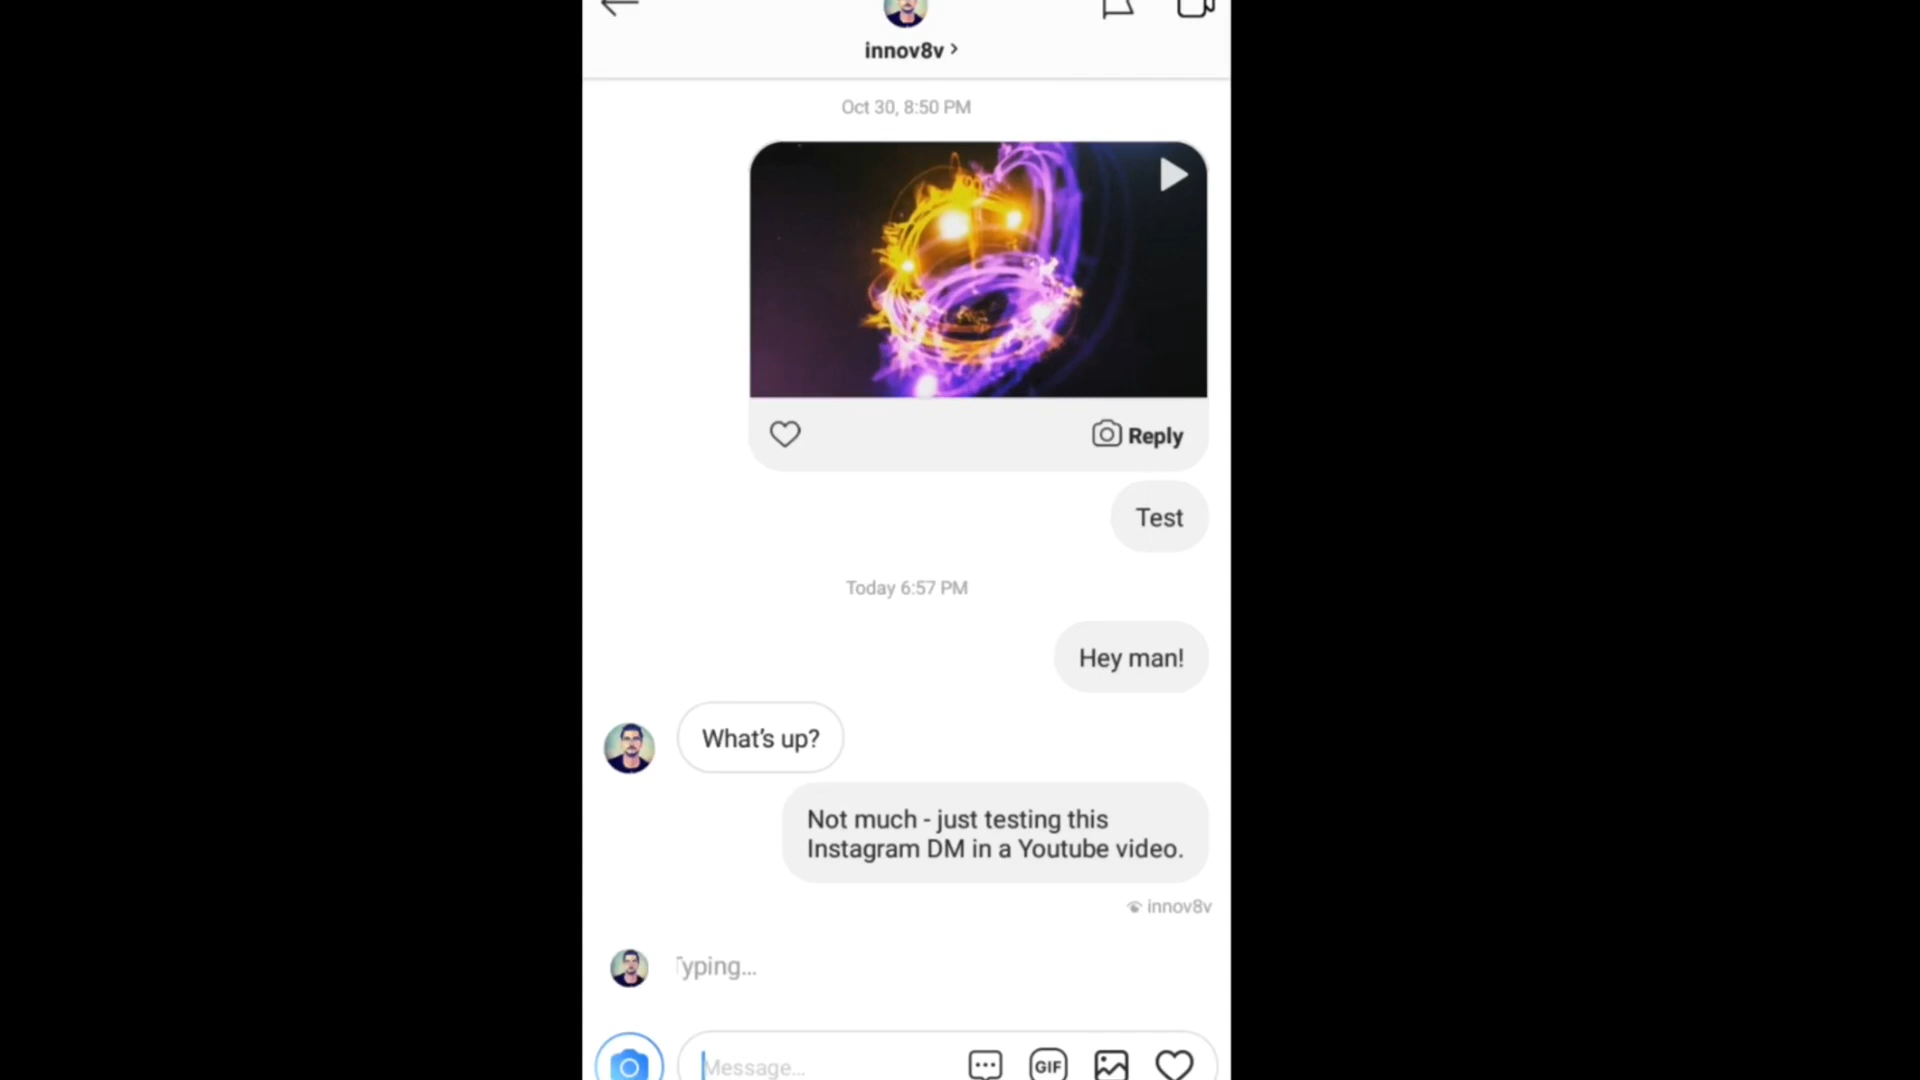 innov8v
Oct 30, 8:50 PM
Reply
Test
Today 6:57 PM
Hey man!
What's up?
Not much - just testing this
Instagram DM in a Youtube video.
innov8v
Typing...
Message...
GIF